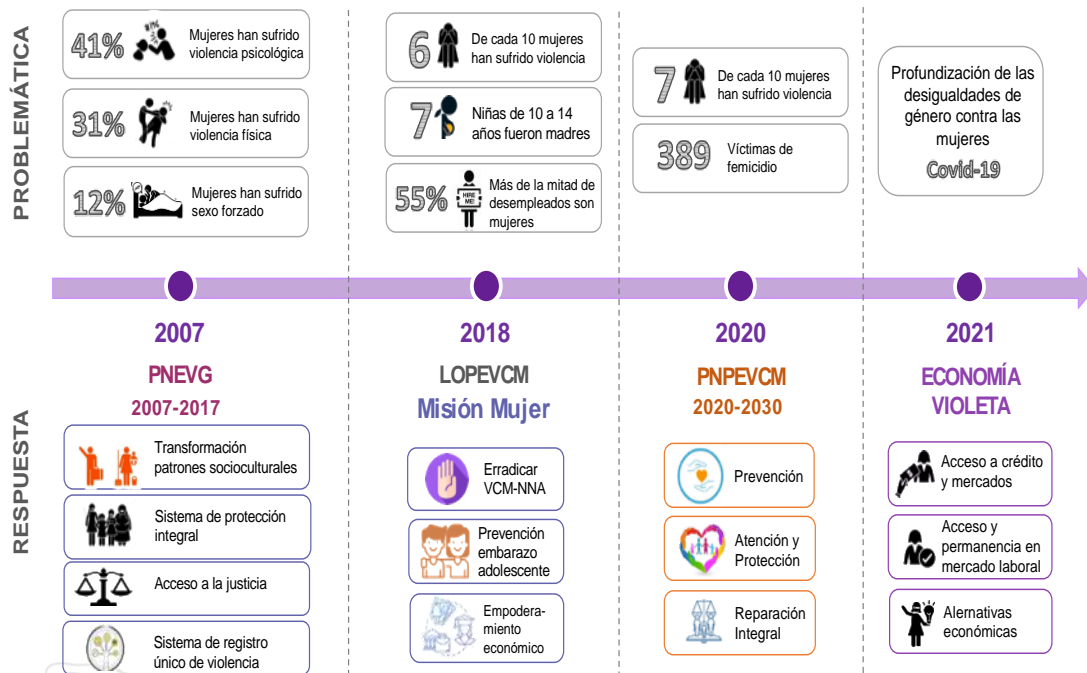 PROBLEMÁTICA
41%
Mujeres han sufrido
violencia psicológica
31%
Mujeres han sufrido
violencia física
12%
Mujeres han sufrido
sexo forzado
6
De cada 10 mujeres
han sufrido violencia
7
Niñas de 10 a 14
años fueron madres
55%
HIRE
ME!
Más de la mitad de
desempleados son
mujeres
7
De cada 10 mujeres
han sufrido violencia
389
Víctimas de
femicidio
Profundización de las
desigualdades de
género contra las
mujeres
Covid-19
2007
2018
2020
2021
RESPUESTA
PNEVG
2007-2017
Transformación
patrones socioculturales
Sistema de protección
integral
Acceso a la justicia
Sistema de registro
único de violencia
LOPEVCM
Misión Mujer
Erradicar
VCM-NNA
Prevención
embarazo
adolescente
Empodera-
miento
económico
PNPEVCM
2020-2030
Prevención
Atención y
Protección
Reparación
Integral
ECONOMÍA
VIOLETA
Acceso a crédito
y mercados
Acceso y
permanencia en
mercado laboral
Alernativas
económicas